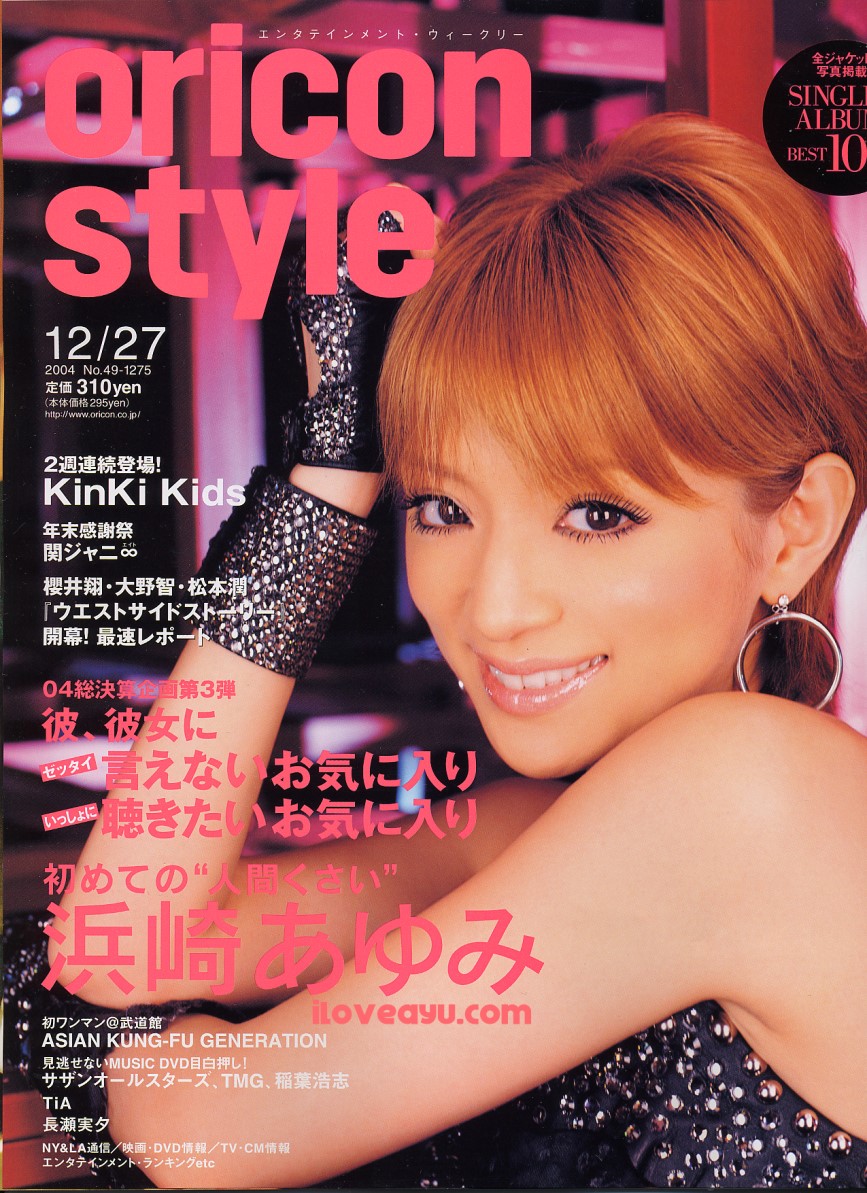 エンタテインメント・ウィークリー
oricon
style
全ジャケット
写真掲載
SINGLE
ALBUM
BEST 10
12/27
2004 No.49-1275
定価 310yen
(本体価格295yen)
http://www.oricon.co.jp/
2週連続登場!
KinKi Kids
年末感謝祭
関ジャニ∞
エイト
櫻井翔・大野智・松本潤
『ウエストサイドストーリー』
開幕! 最速レポート
04総決算企画第3弾
彼、彼女に
ゼッタイ 言えないお気に入り
いっしょに 聴きたいお気に入り
初めての“人間くさい”
浜崎あゆみ
iLoveayu.com
初ワンマン@武道館
ASIAN KUNG-FU GENERATION
見逃せないMUSIC DVD目白押し!
サザンオールスターズ、TMG、稲葉浩志
TiA
長瀬実夕
NY&LA通信／映画・DVD情報／TV・CM情報
エンタテインメント・ランキングetc